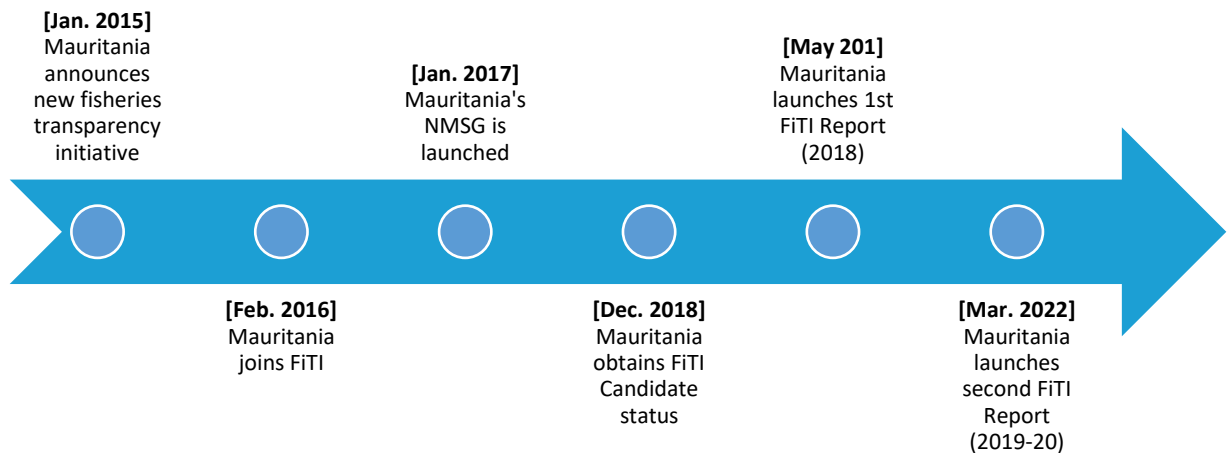 [Jan. 2015]
Mauritania
announces
new fisheries
transparency
initiative
[Feb. 2016]
Mauritania
joins FiTI
[Jan. 2017]
Mauritania's
NMSG is
launched
[Dec. 2018]
Mauritania
obtains FiTI
Candidate
status
[May 201]
Mauritania
launches 1st
FiTI Report
(2018)
[Mar. 2022]
Mauritania
launches
second FiTI
Report
(2019-20)